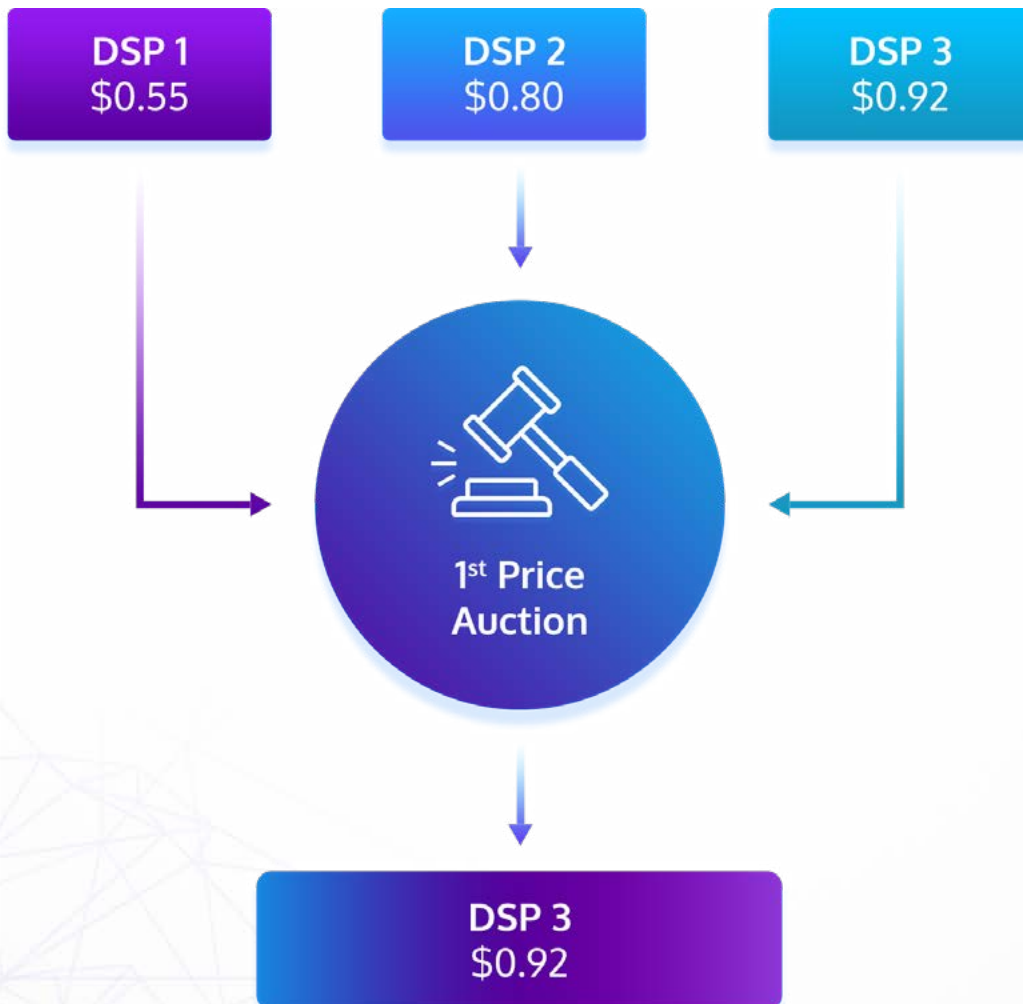 DSP 1
$0.55
DSP 2
$0.80
DSP 3
$0.92
1st Price
Auction
DSP 3
$0.92